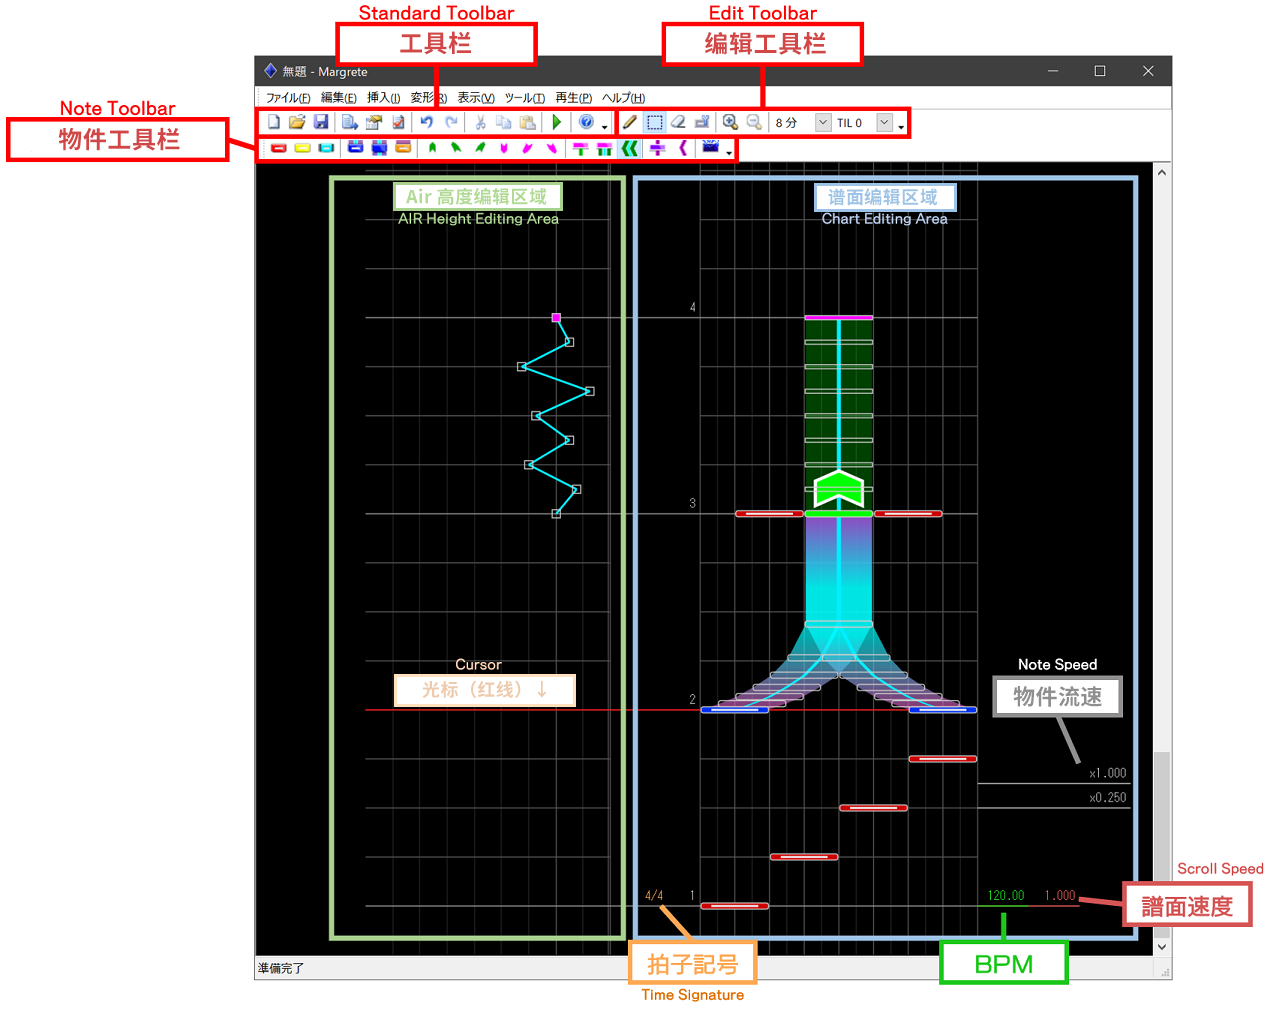 Standard Toolbar
工具栏
Edit Toolbar
编辑工具栏
Note Toolbar
物件工具栏
無題 - Margrete
ファイル(F) 編集(E) 挿入(I) 変形(R) 表示(V) ツール(T) 再生(P) ヘルプ(H)
8 分 TIL 0
Air 高度编辑区域
AIR Height Editing Area
谱面编辑区域
Chart Editing Area
4
3
Cursor
光标（红线）↓
2
Note Speed
物件流速
x1.000
x0.250
4/4 1 120.00 1.000
Scroll Speed
譜面速度
拍子記号
Time Signature
BPM
準備完了